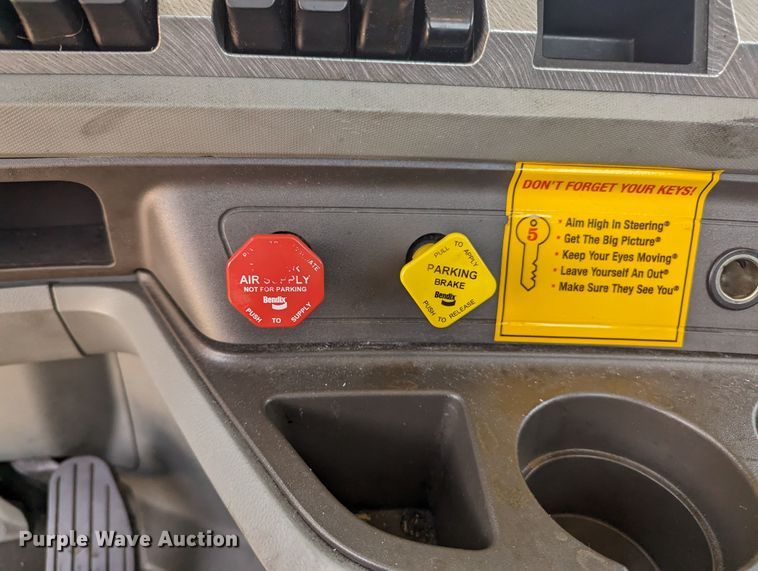 DON'T FORGET YOUR KEYS!
5
• Aim High In Steering®
• Get The Big Picture®
• Keep Your Eyes Moving®
• Leave Yourself An Out®
• Make Sure They See You®
AIR SUPPLY
NOT FOR PARKING
Bendix
PUSH TO SUPPLY
PULL TO APPLY
PARKING
BRAKE
Bendix
PUSH TO RELEASE
Purple Wave Auction®